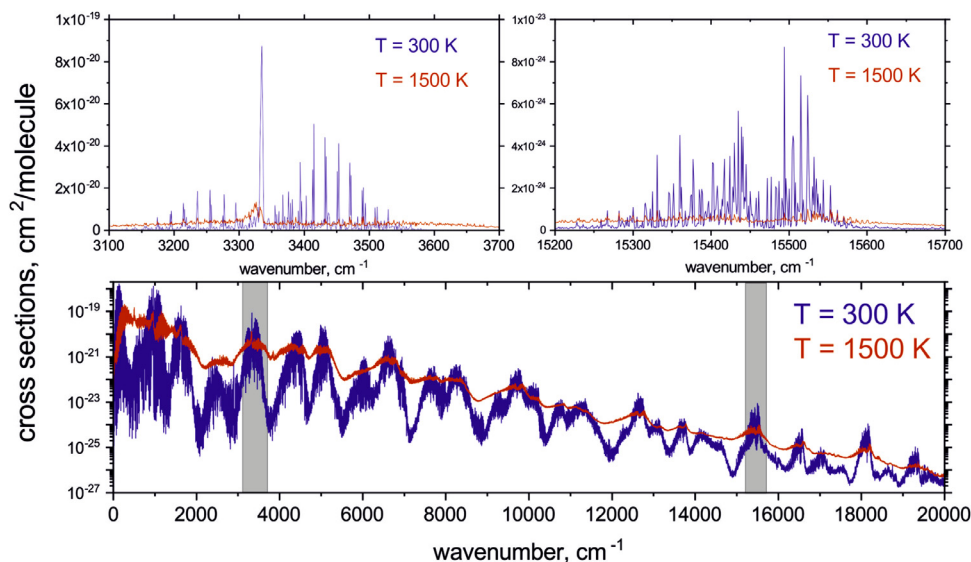 1x10⁻¹⁹
8x10⁻²⁰
6x10⁻²⁰
4x10⁻²⁰
2x10⁻²⁰
0
T = 300 K
T = 1500 K
3100 3200 3300 3400 3500 3600 3700
wavenumber, cm⁻¹
1x10⁻²³
8x10⁻²⁴
6x10⁻²⁴
4x10⁻²⁴
2x10⁻²⁴
0
T = 300 K
T = 1500 K
15200 15300 15400 15500 15600 15700
wavenumber, cm⁻¹
cross sections, cm²/molecule
10⁻¹⁹
10⁻²¹
10⁻²³
10⁻²⁵
10⁻²⁷
T = 300 K
T = 1500 K
0 2000 4000 6000 8000 10000 12000 14000 16000 18000 20000
wavenumber, cm⁻¹